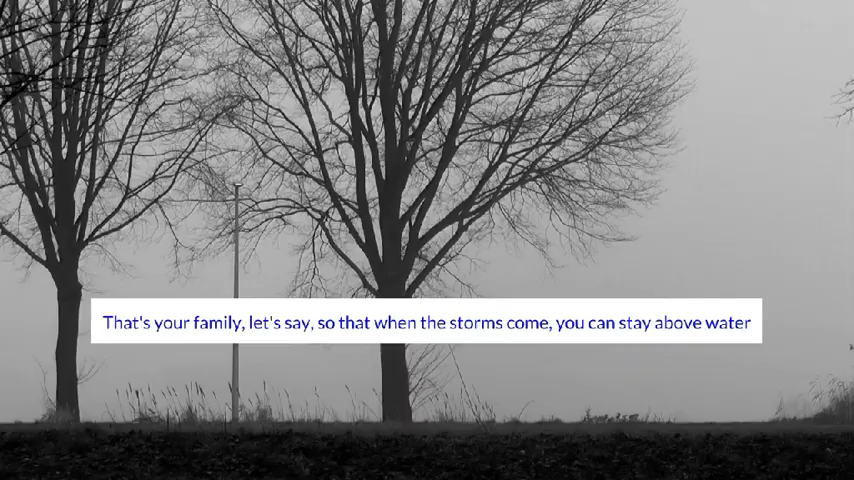 That's your family, let's say, so that when the storms come, you can stay above water